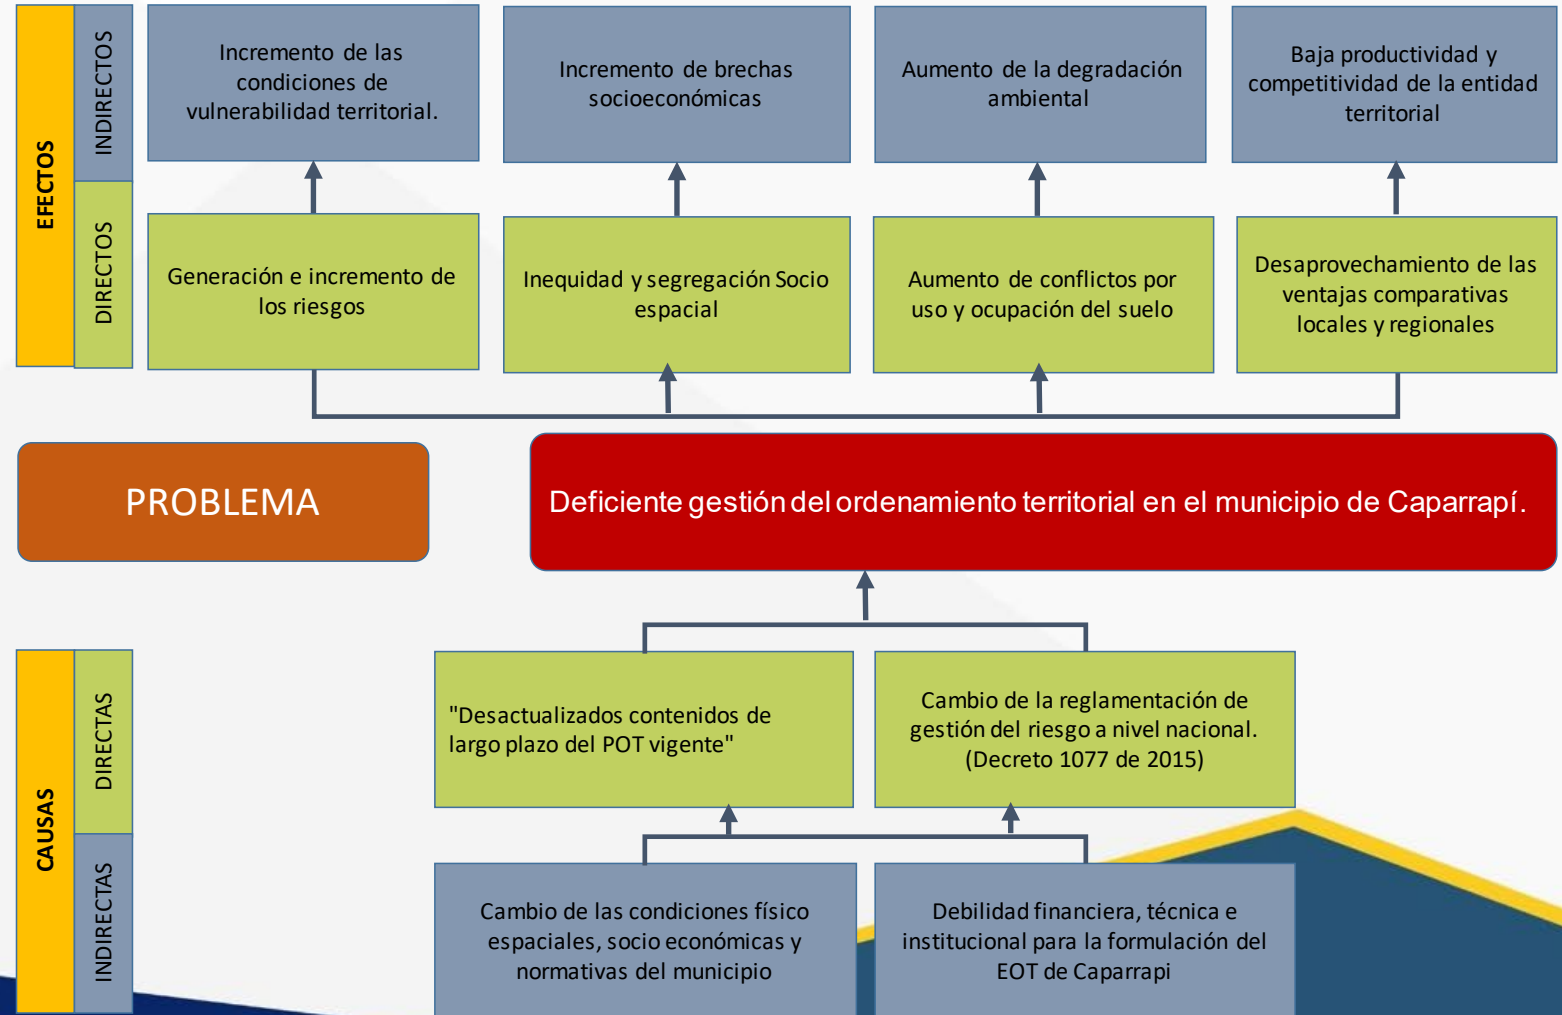 EFECTOS
INDIRECTOS
Incremento de las
condiciones de
vulnerabilidad territorial.
Incremento de brechas
socioeconómicas
Aumento de la degradación
ambiental
Baja productividad y
competitividad de la entidad
territorial
DIRECTOS
Generación e incremento de
los riesgos
Inequidad y segregación Socio
espacial
Aumento de conflictos por
uso y ocupación del suelo
Desaprovechamiento de las
ventajas comparativas
locales y regionales
PROBLEMA
Deficiente gestión del ordenamiento territorial en el municipio de Caparrapí.
CAUSAS
DIRECTAS
"Desactualizados contenidos de
largo plazo del POT vigente"
Cambio de la reglamentación de
gestión del riesgo a nivel nacional.
(Decreto 1077 de 2015)
INDIRECTAS
Cambio de las condiciones físico
espaciales, socio económicas y
normativas del municipio
Debilidad financiera, técnica e
institucional para la formulación del
EOT de Caparrapi